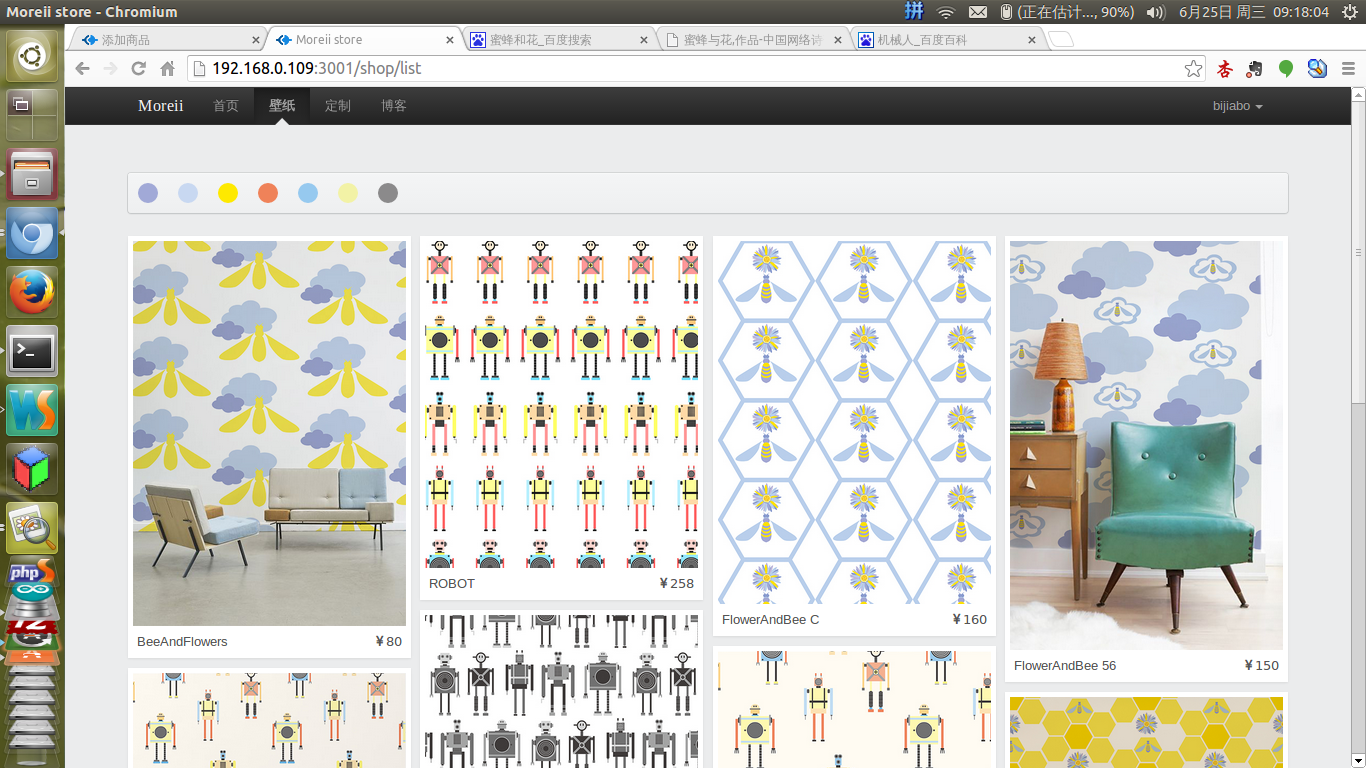 Moreii store - Chromium
拼
(正在估计..., 90%)
6月25日 周三 09:18:04
添加商品
Moreii store
蜜蜂和花_百度搜索
蜜蜂与花,作品-中国网络诗
机械人_百度百科
192.168.0.109:3001/shop/list
Moreii
首页
壁纸
定制
博客
bijiabo
BeeAndFlowers
¥ 80
ROBOT
¥ 258
FlowerAndBee C
¥ 160
FlowerAndBee 56
¥ 150